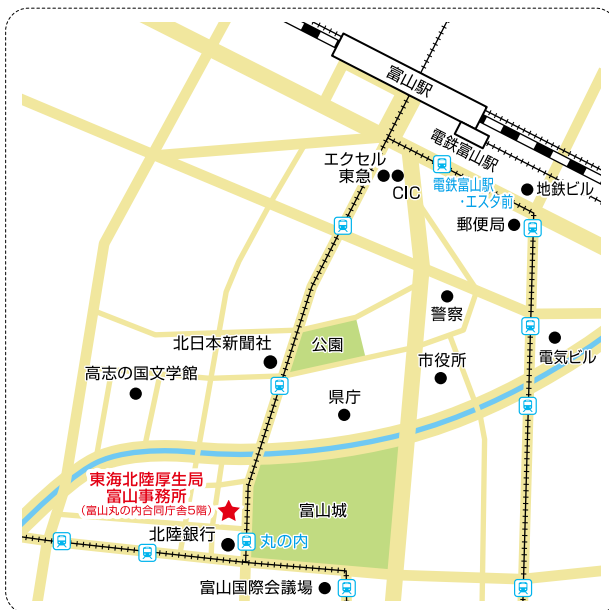 富山駅
電鉄富山駅
エクセル
東急
CIC
電鉄富山駅
・エスタ前
地鉄ビル
郵便局
警察
電気ビル
公園
市役所
北日本新聞社
高志の国文学館
県庁
東海北陸厚生局
富山事務所
(富山丸の内合同庁舎5階)
富山城
北陸銀行
丸の内
富山国際会議場